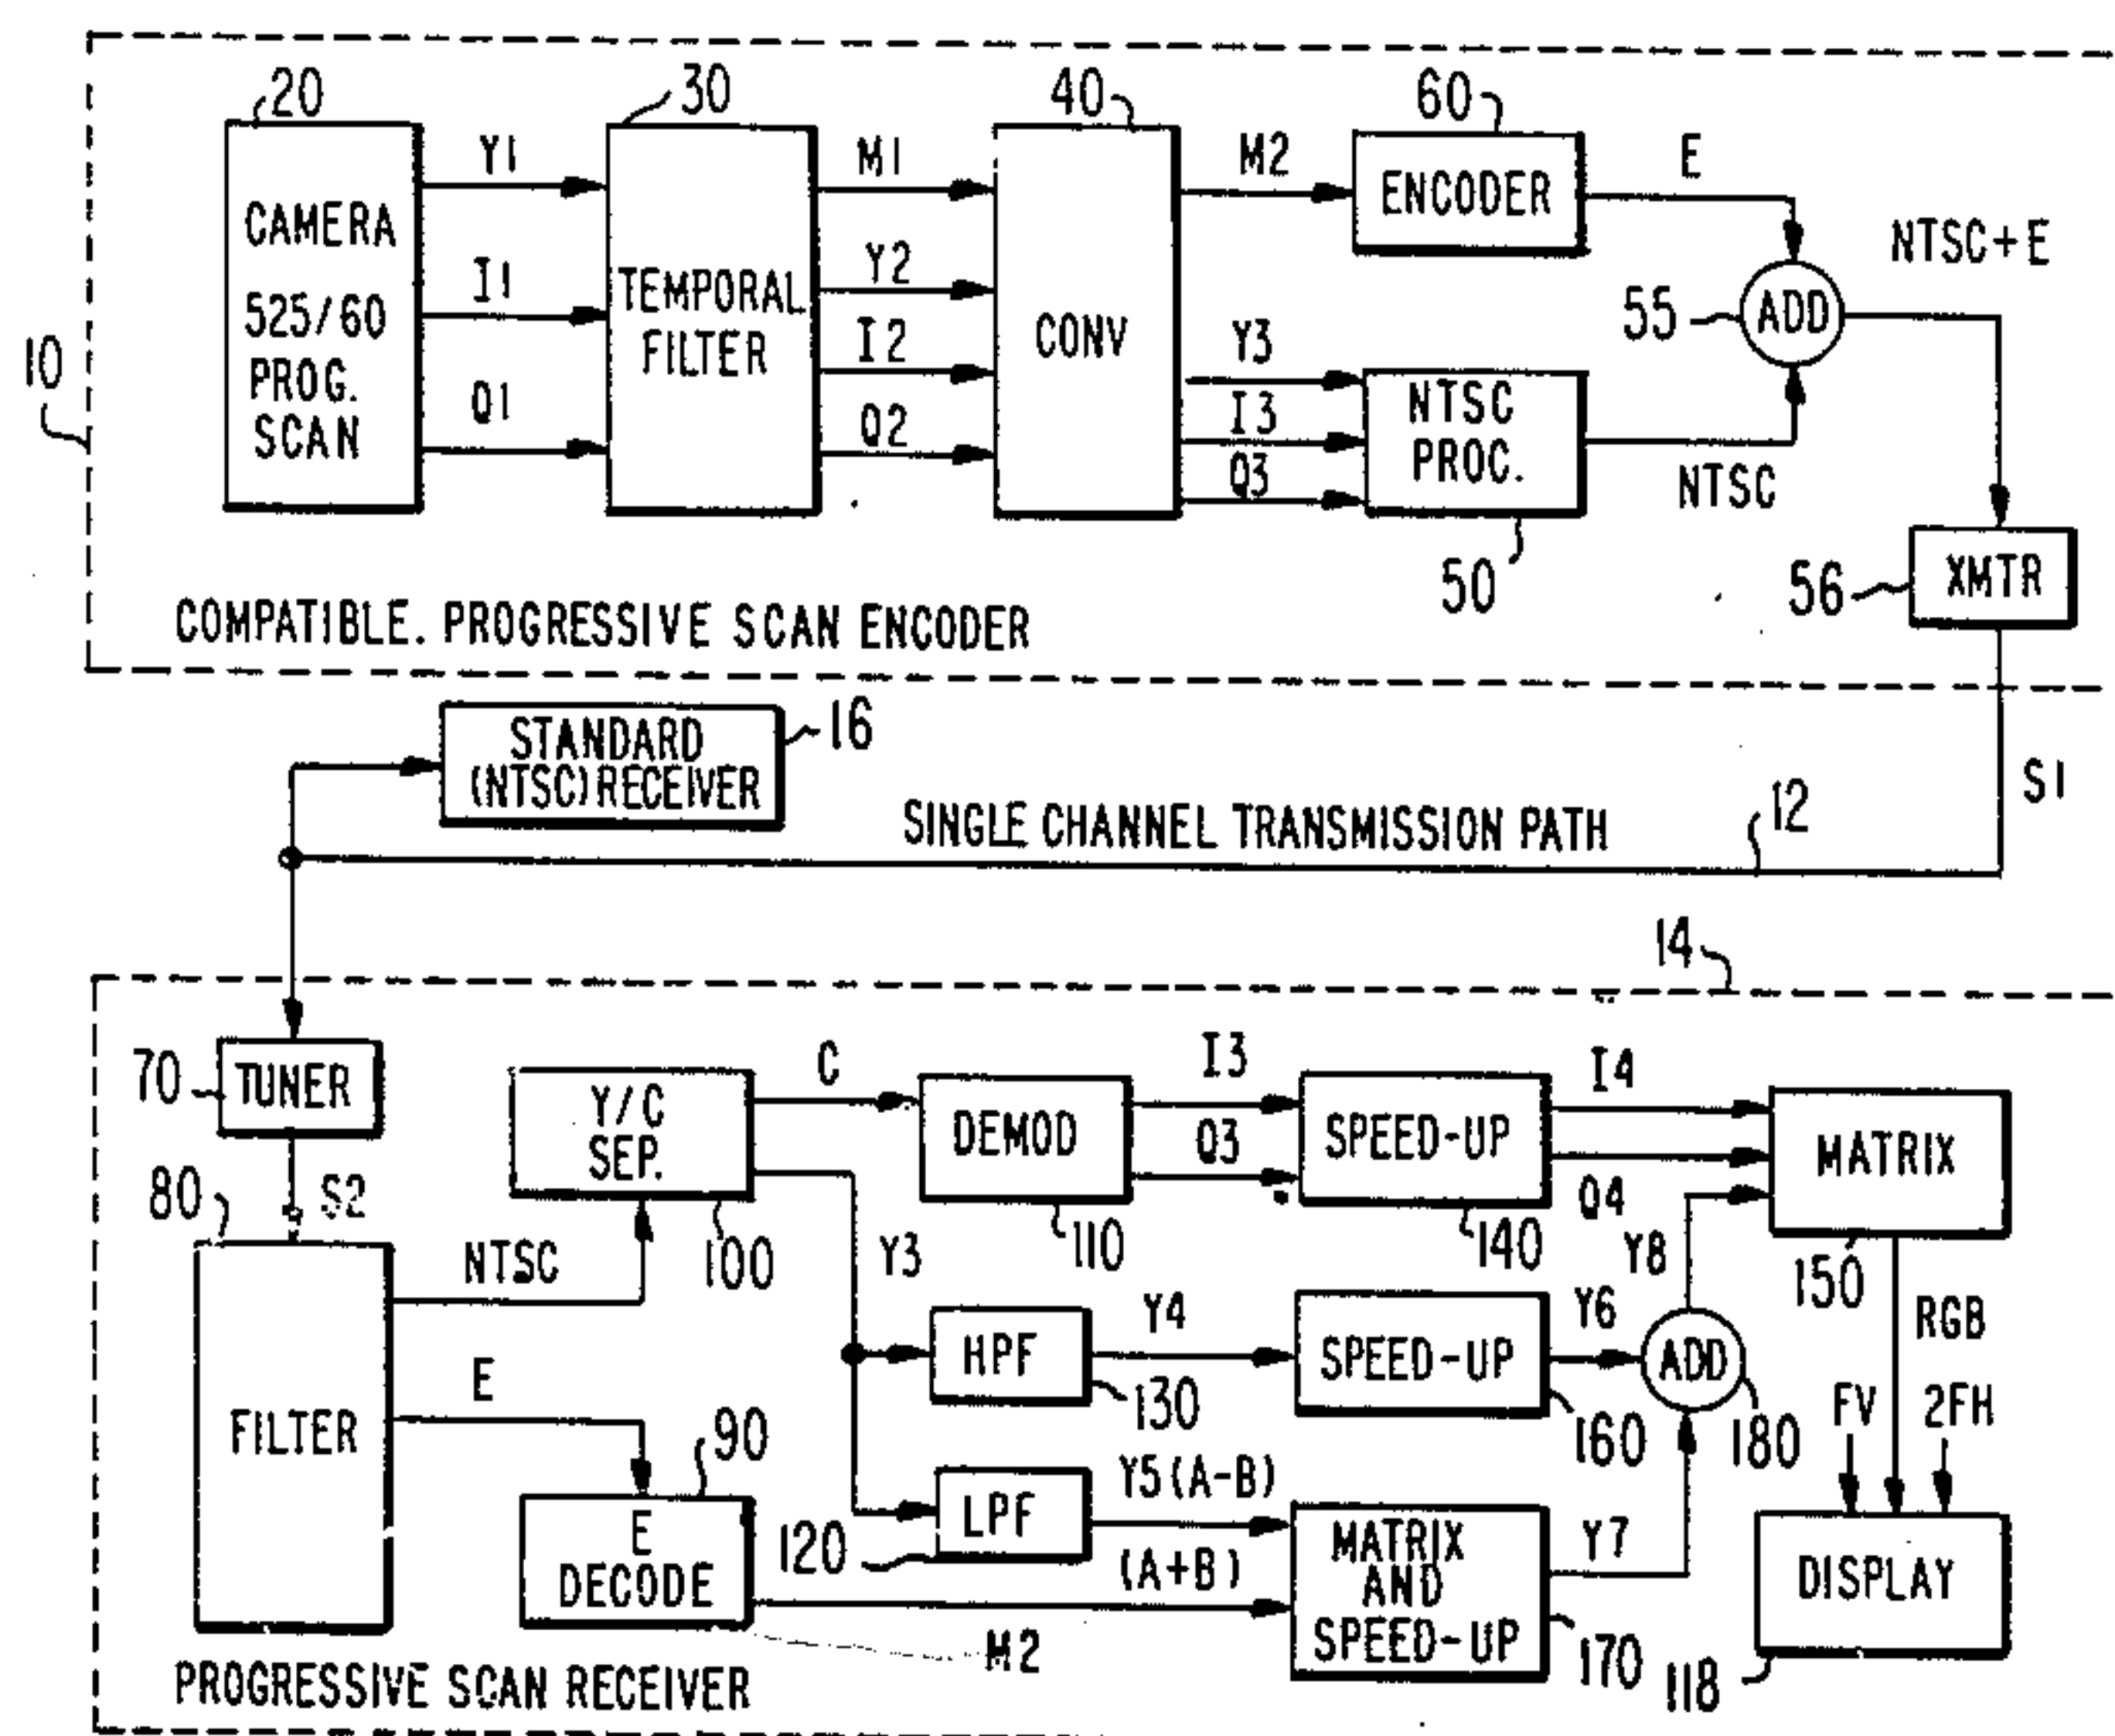 20
30
40
60
Y1
M1
M2
ENCODER
E
CAMERA
525/60
PROG.
SCAN
I1
Q1
TEMPORAL
FILTER
Y2
I2
Q2
CONV
Y3
I3
Q3
NTSC
PROC.
50
NTSC
55
ADD
NTSC+E
56
XMTR
10
COMPATIBLE. PROGRESSIVE SCAN ENCODER
STANDARD
(NTSC) RECEIVER
16
SINGLE CHANNEL TRANSMISSION PATH
12
S1
14
70
TUNER
S2
80
FILTER
NTSC
E
Y/C
SEP.
100
C
Y3
DEMOD
110
I3
Q3
SPEED-UP
140
I4
Q4
MATRIX
150
HPF
130
Y4
SPEED-UP
160
Y6
Y8
ADD
180
RGB
FV
2FH
90
E
DECODE
LPF
120
Y5(A-B)
(A+B)
M2
MATRIX
AND
SPEED-UP
170
Y7
DISPLAY
118
PROGRESSIVE SCAN RECEIVER